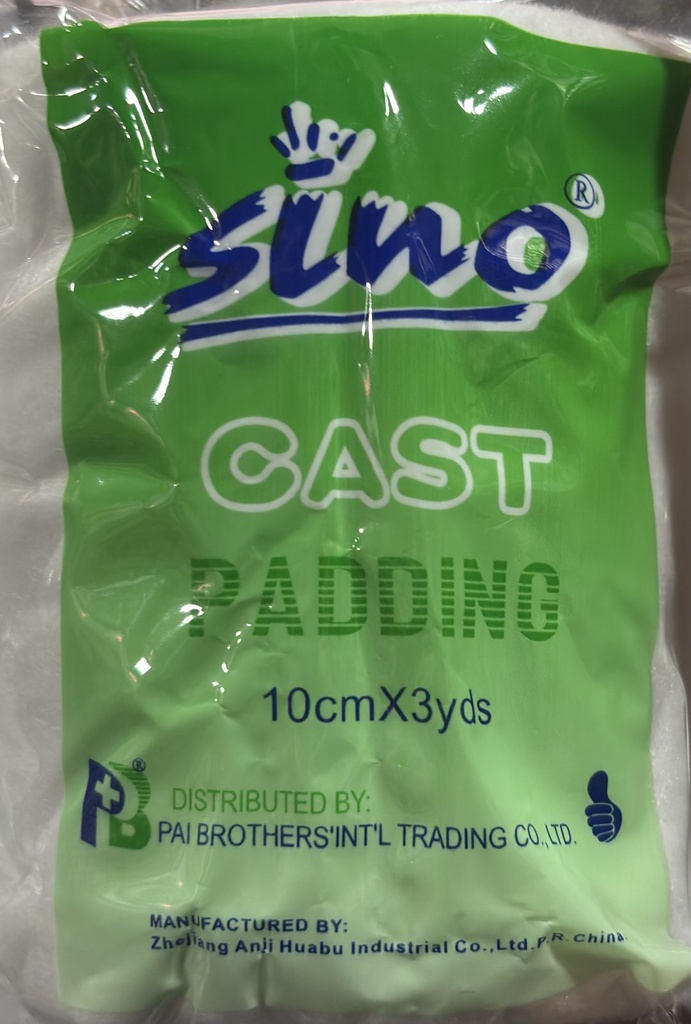 sino®
CAST
PADDING
10cmX3yds
PB®
DISTRIBUTED BY:
PAI BROTHERS'INT'L TRADING CO.,LTD.
MANUFACTURED BY:
Zhejiang Anji Huabu Industrial Co.,Ltd.P.R.China